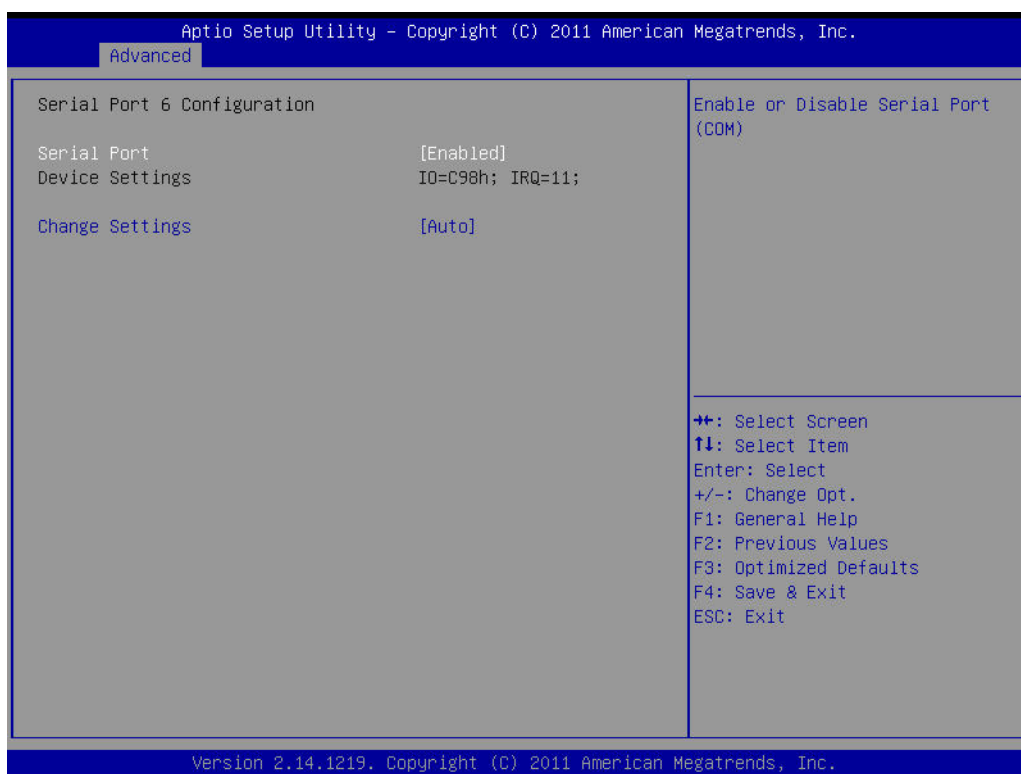 Aptio Setup Utility – Copyright (C) 2011 American Megatrends, Inc.
Advanced
Serial Port 6 Configuration
Serial Port [Enabled]
Device Settings IO=C98h; IRQ=11;
Change Settings [Auto]
Enable or Disable Serial Port
(COM)
→←: Select Screen
↑↓: Select Item
Enter: Select
+/-: Change Opt.
F1: General Help
F2: Previous Values
F3: Optimized Defaults
F4: Save & Exit
ESC: Exit
Version 2.14.1219. Copyright (C) 2011 American Megatrends, Inc.